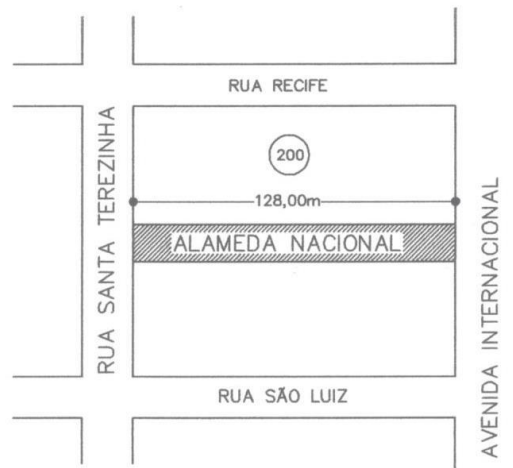 RUA RECIFE
200
128,00m
ALAMEDA NACIONAL
RUA SANTA TEREZINHA
AVENIDA INTERNACIONAL
RUA SÃO LUIZ